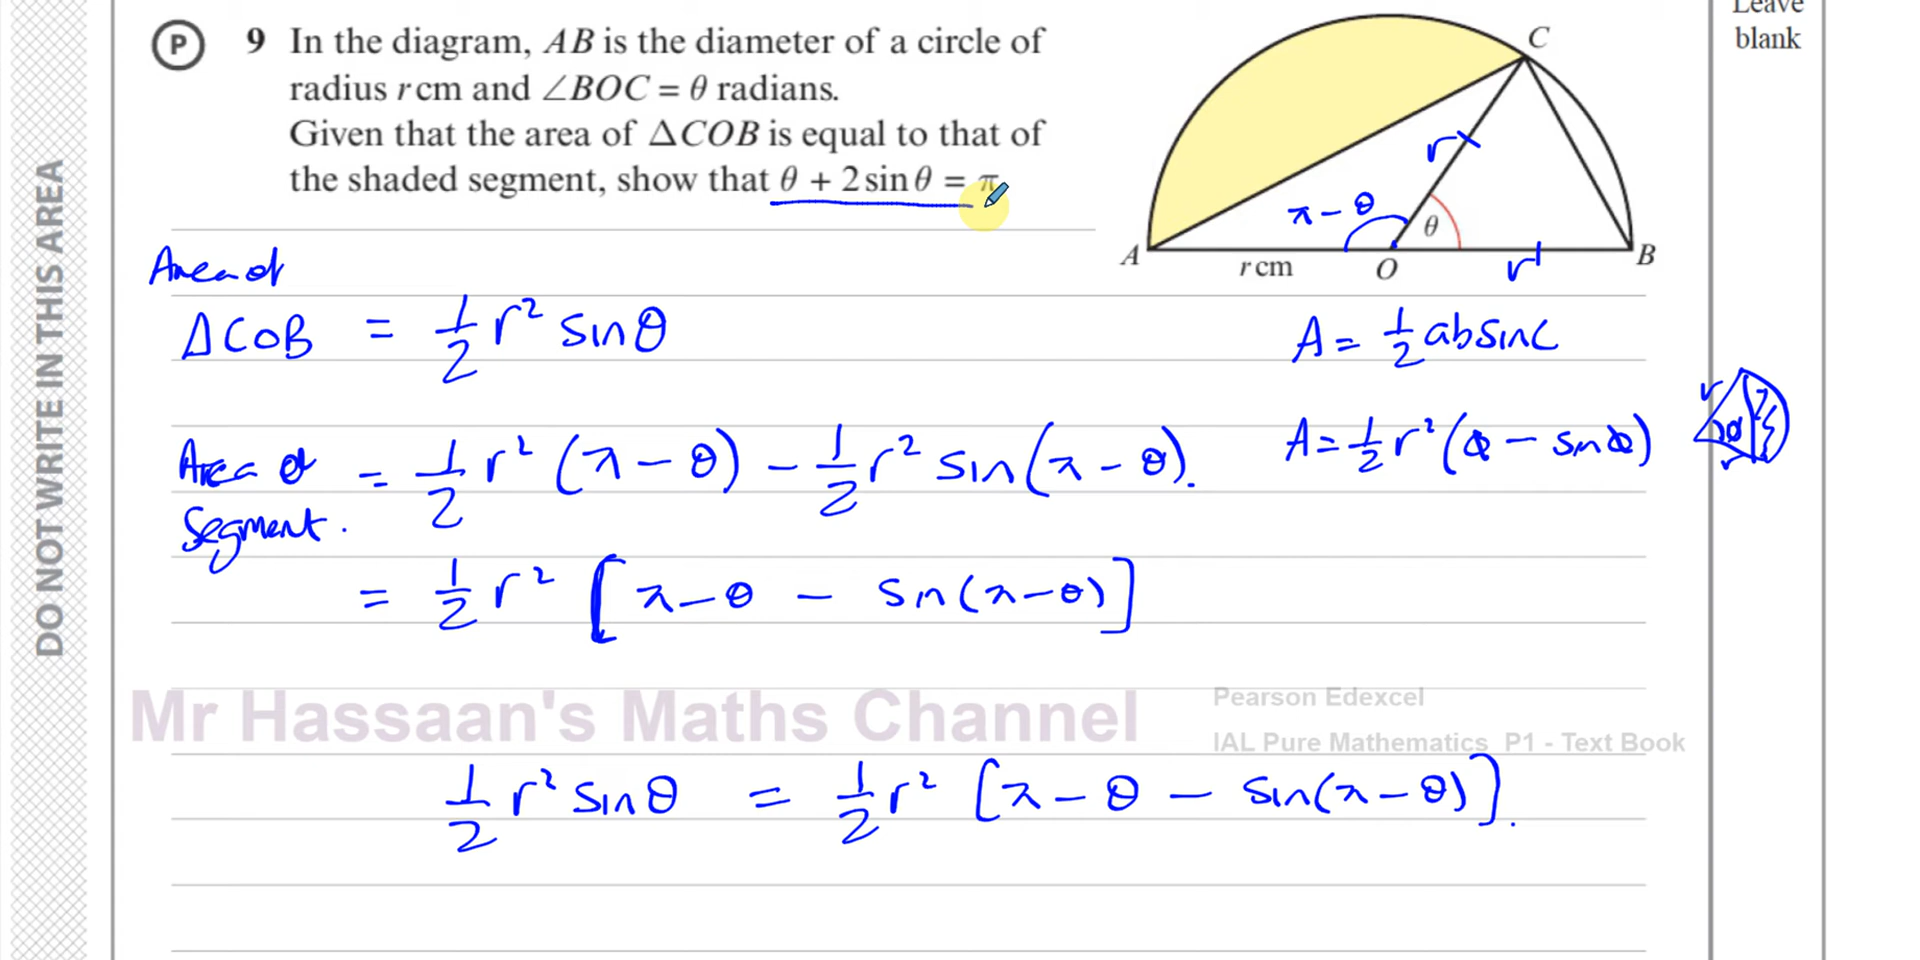 Leave
blank
P 9 In the diagram, AB is the diameter of a circle of
radius r cm and ∠BOC = θ radians.
Given that the area of ΔCOB is equal to that of
the shaded segment, show that θ + 2 sin θ = π
C
r
π - θ
θ
A r cm O r B
DO NOT WRITE IN THIS AREA
Area of
ΔCOB = 1/2 r² sinθ
A = 1/2 ab sin C
Area of = 1/2 r² (π - θ) - 1/2 r² sin(π - θ).
Segment.
A = 1/2 r² (θ - sin θ)
r θ r
= 1/2 r² [π - θ - sin(π - θ)]
Mr Hassaan's Maths Channel
Pearson Edexcel
IAL Pure Mathematics P1 - Text Book
1/2 r² sinθ = 1/2 r² [π - θ - sin(π - θ)].